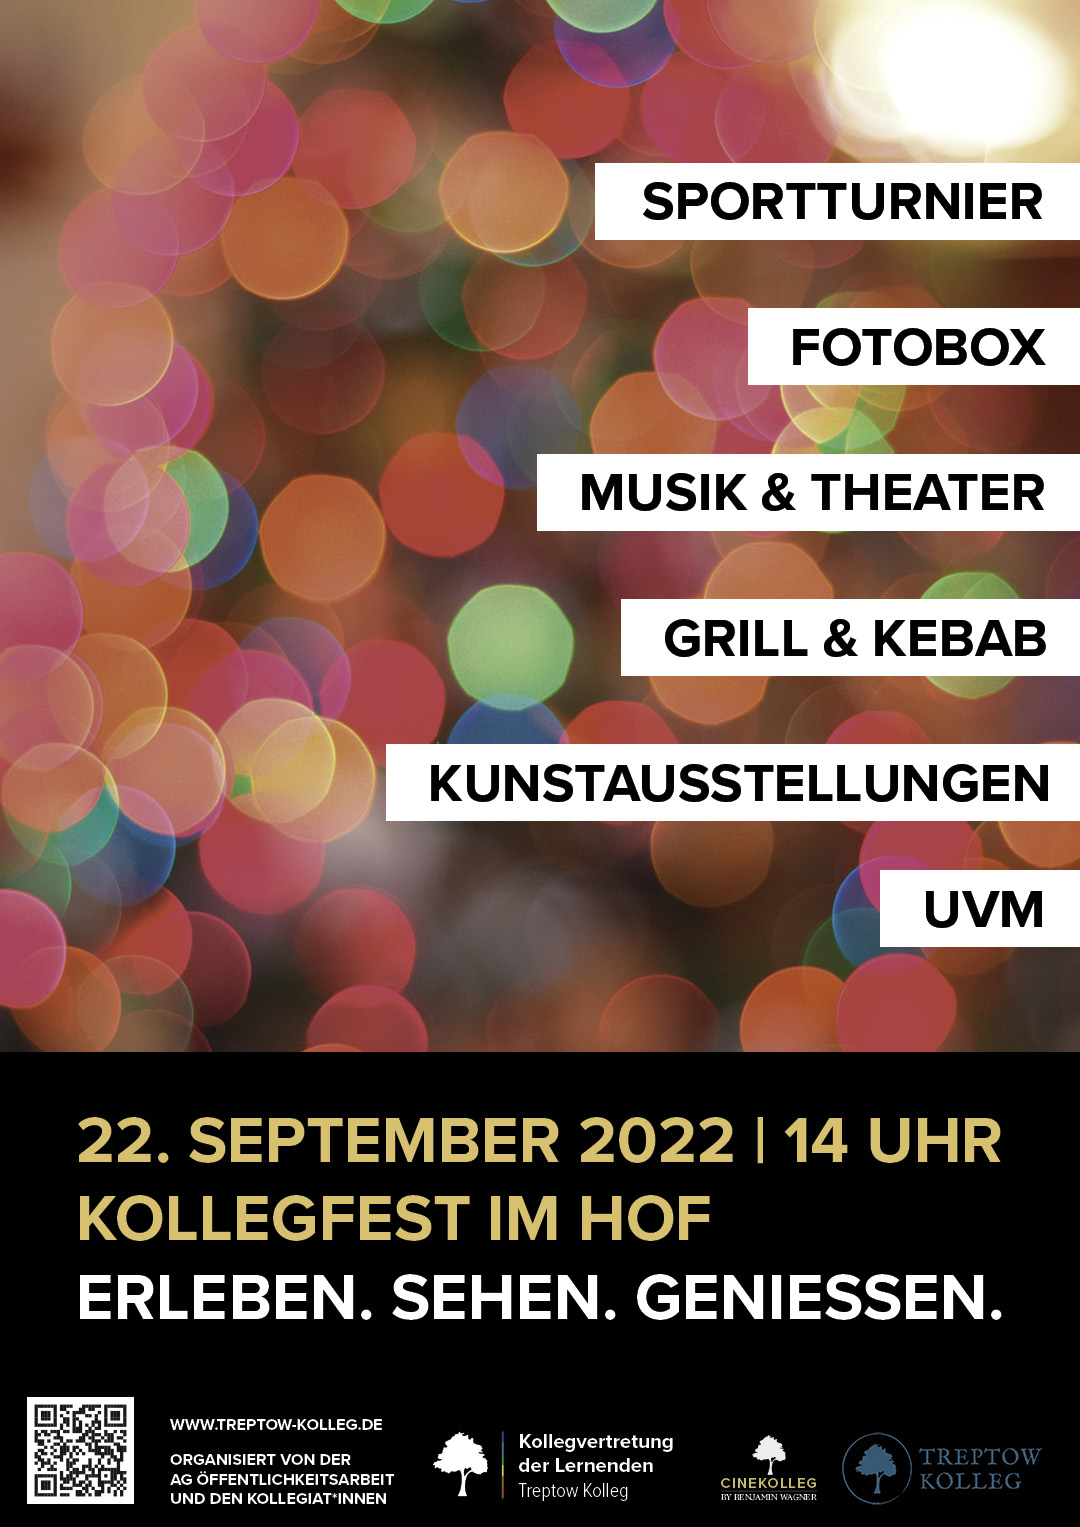 SPORTTURNIER
FOTOBOX
MUSIK & THEATER
GRILL & KEBAB
KUNSTAUSSTELLUNGEN
UVM
22. SEPTEMBER 2022 | 14 UHR
KOLLEGFEST IM HOF
ERLEBEN. SEHEN. GENIESSEN.
WWW.TREPTOW-KOLLEG.DE
ORGANISIERT VON DER
AG ÖFFENTLICHKEITSARBEIT
UND DEN KOLLEGIAT*INNEN
Kollegvertretung
der Lernenden
Treptow Kolleg
CINEKOLLEG
BY BENJAMIN WAGNER
TREPTOW
KOLLEG